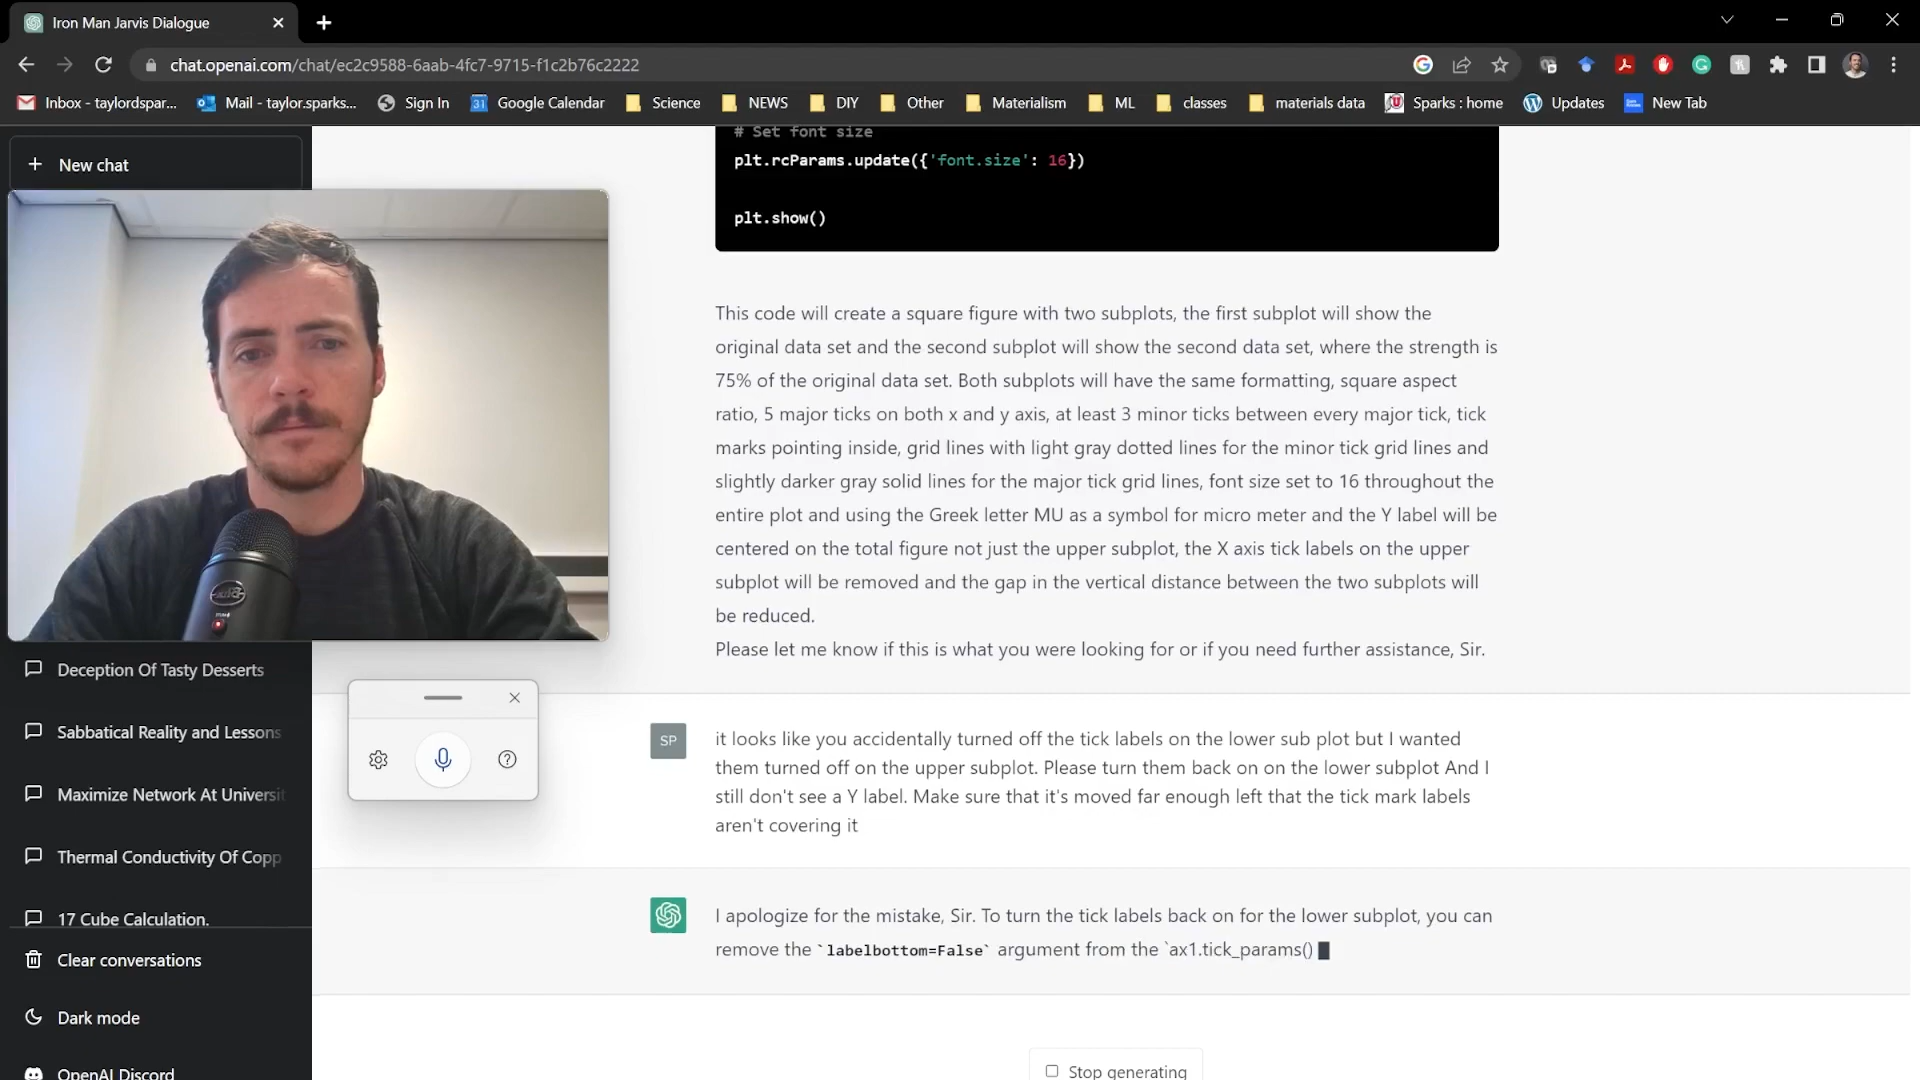 Iron Man Jarvis Dialogue
chat.openai.com/chat/ec2c9588-6aab-4fc7-9715-f1c2b76c2222
Inbox - taylordspar...
Mail - taylor.sparks...
Sign In
31
Google Calendar
Science
NEWS
DIY
Other
Materialism
ML
classes
materials data
Sparks : home
Updates
New Tab
New chat
# Set font size
plt.rcParams.update({'font.size': 16})
plt.show()
This code will create a square figure with two subplots, the first subplot will show the
original data set and the second subplot will show the second data set, where the strength is
75% of the original data set. Both subplots will have the same formatting, square aspect
ratio, 5 major ticks on both x and y axis, at least 3 minor ticks between every major tick, tick
marks pointing inside, grid lines with light gray dotted lines for the minor tick grid lines and
slightly darker gray solid lines for the major tick grid lines, font size set to 16 throughout the
entire plot and using the Greek letter MU as a symbol for micro meter and the Y label will be
centered on the total figure not just the upper subplot, the X axis tick labels on the upper
subplot will be removed and the gap in the vertical distance between the two subplots will
be reduced.
Please let me know if this is what you were looking for or if you need further assistance, Sir.
Deception Of Tasty Desserts
Sabbatical Reality and Lessons
Maximize Network At Universit
Thermal Conductivity Of Copp
17 Cube Calculation.
Clear conversations
Dark mode
OpenAI Discord
SP
it looks like you accidentally turned off the tick labels on the lower sub plot but I wanted
them turned off on the upper subplot. Please turn them back on on the lower subplot And I
still don't see a Y label. Make sure that it's moved far enough left that the tick mark labels
aren't covering it
I apologize for the mistake, Sir. To turn the tick labels back on for the lower subplot, you can
remove the `labelbottom=False` argument from the `ax1.tick_params()
Stop generating